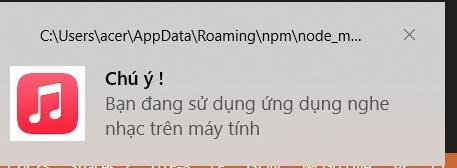 C:\Users\acer\AppData\Roaming\npm\node_m...
Chú ý !
Bạn đang sử dụng ứng dụng nghe
nhạc trên máy tính